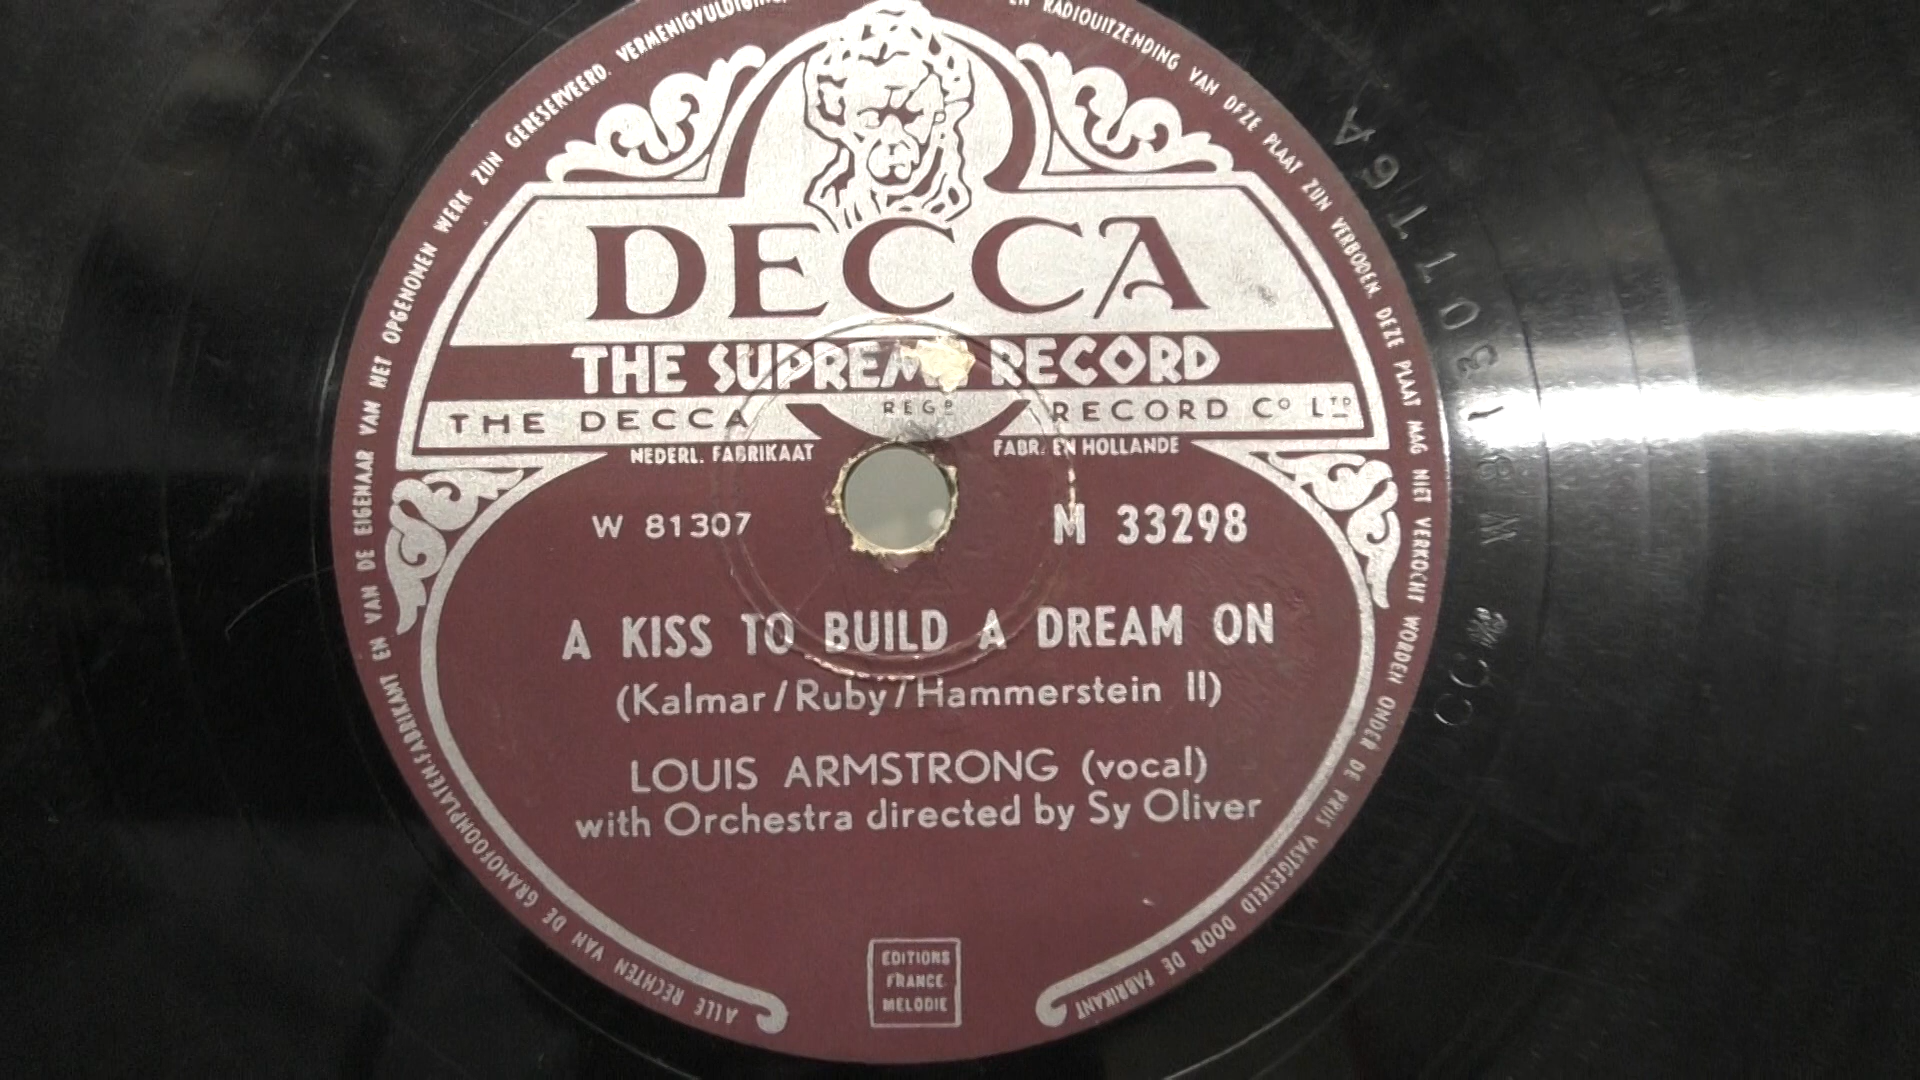 DECCA
THE SUPREME RECORD
THE DECCA REGD RECORD Co LTD
NEDERL. FABRIKAAT FABR. EN HOLLANDE
W 81307 M 33298
A KISS TO BUILD A DREAM ON
(Kalmar/Ruby/Hammerstein II)
LOUIS ARMSTRONG (vocal)
with Orchestra directed by Sy Oliver
EDITIONS
FRANCE
MELODIE
ALLE RECHTEN VAN DE GRAMOFOONPLATEN-FABRIKANT EN VAN DE EIGENAAR VAN HET OPGENOMEN WERK ZIJN GERESERVEERD. VERMENIGVULDIGING, EN RADIOUITZENDING VAN DEZE PLAAT ZIJN VERBODEN. DEZE PLAAT MAG NIET VERKOCHT WORDEN ONDER DE PRIJS VASTGESTELD DOOR DE FABRIKANT